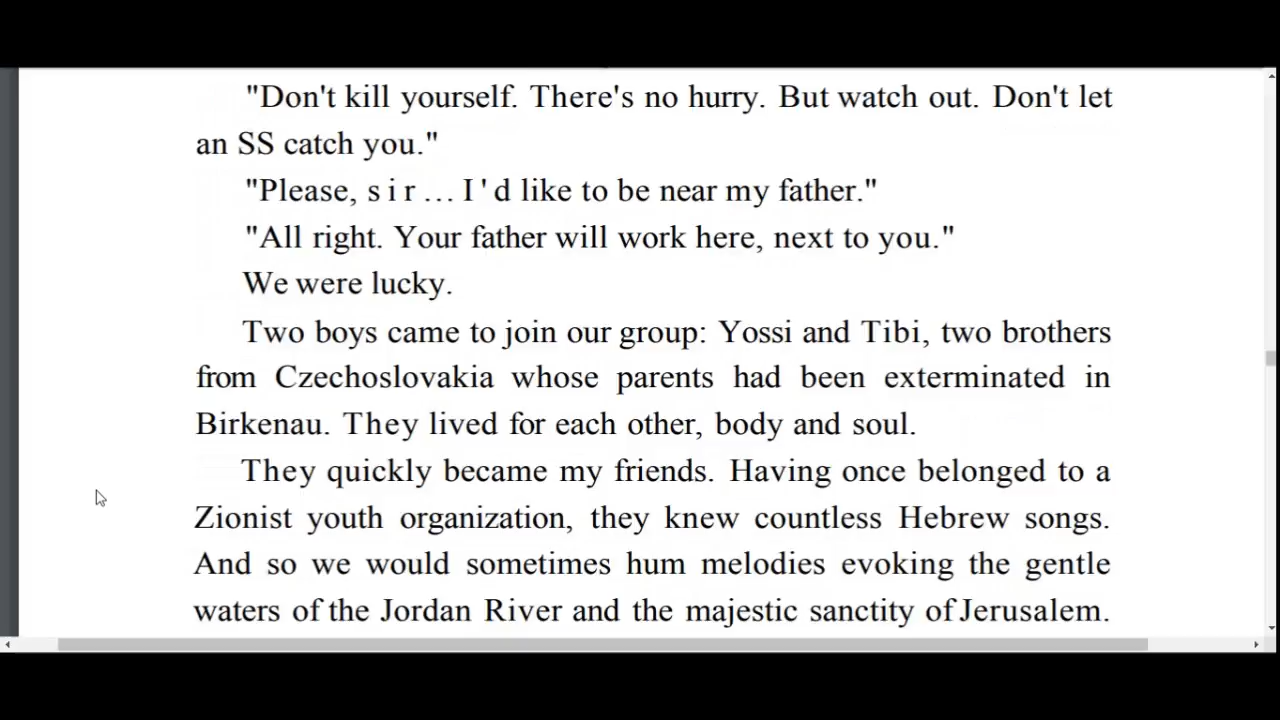 "Don't kill yourself. There's no hurry. But watch out. Don't let
an SS catch you."
"Please, s i r ... I ' d like to be near my father."
"All right. Your father will work here, next to you."
We were lucky.
Two boys came to join our group: Yossi and Tibi, two brothers
from Czechoslovakia whose parents had been exterminated in
Birkenau. They lived for each other, body and soul.
They quickly became my friends. Having once belonged to a
Zionist youth organization, they knew countless Hebrew songs.
And so we would sometimes hum melodies evoking the gentle
waters of the Jordan River and the majestic sanctity of Jerusalem.